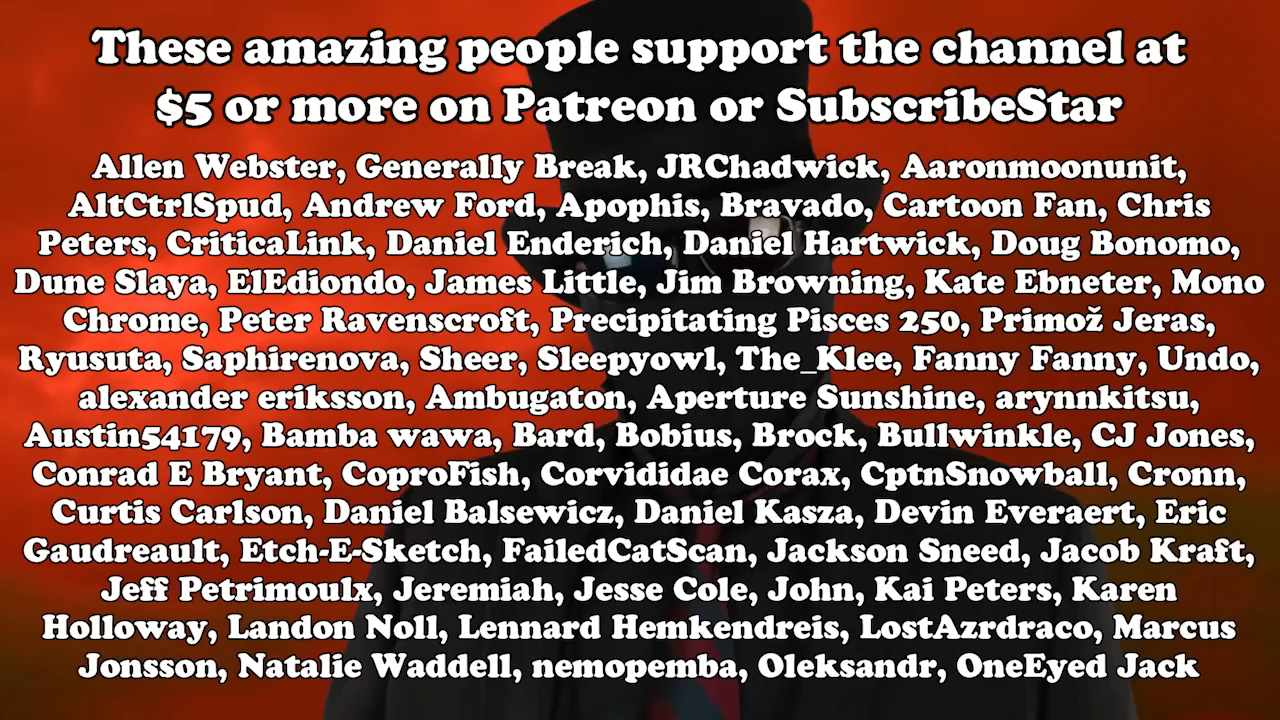 These amazing people support the channel at
$5 or more on Patreon or SubscribeStar
Allen Webster, Generally Break, JRChadwick, Aaronmoonunit,
AltCtrlSpud, Andrew Ford, Apophis, Bravado, Cartoon Fan, Chris
Peters, CriticaLink, Daniel Enderich, Daniel Hartwick, Doug Bonomo,
Dune Slaya, ElEdiondo, James Little, Jim Browning, Kate Ebneter, Mono
Chrome, Peter Ravenscroft, Precipitating Pisces 250, Primož Jeras,
Ryusuta, Saphirenova, Sheer, Sleepyowl, The_Klee, Fanny Fanny, Undo,
alexander eriksson, Ambugaton, Aperture Sunshine, arynnkitsu,
Austin54179, Bamba wawa, Bard, Bobius, Brock, Bullwinkle, CJ Jones,
Conrad E Bryant, CoproFish, Corvididae Corax, CptnSnowball, Cronn,
Curtis Carlson, Daniel Balsewicz, Daniel Kasza, Devin Everaert, Eric
Gaudreault, Etch-E-Sketch, FailedCatScan, Jackson Sneed, Jacob Kraft,
Jeff Petrimoulx, Jeremiah, Jesse Cole, John, Kai Peters, Karen
Holloway, Landon Noll, Lennard Hemkendreis, LostAzrdraco, Marcus
Jonsson, Natalie Waddell, nemopemba, Oleksandr, OneEyed Jack